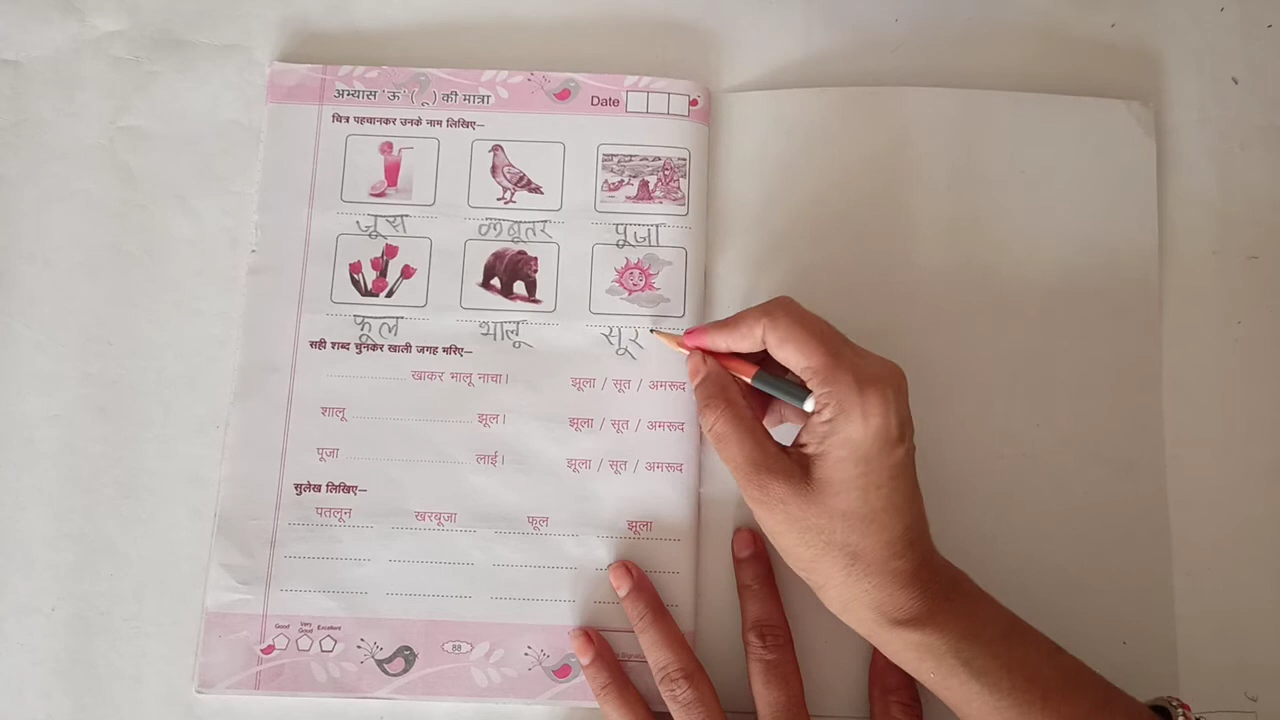 अभ्यास 'ऊ' ( ू ) की मात्रा Date
चित्र पहचानकर उनके नाम लिखिए–
जूस कबूतर पूजा
फूल भालू सूर
सही शब्द चुनकर खाली जगह भरिए–
.................. खाकर भालू नाचा। झूला / सूत / अमरूद
शालू .................. झूल। झूला / सूत / अमरूद
पूजा .................. लाई। झूला / सूत / अमरूद
सुलेख लिखिए–
पतलून खरबूजा फूल झूला
Good Very Good Excellent
88